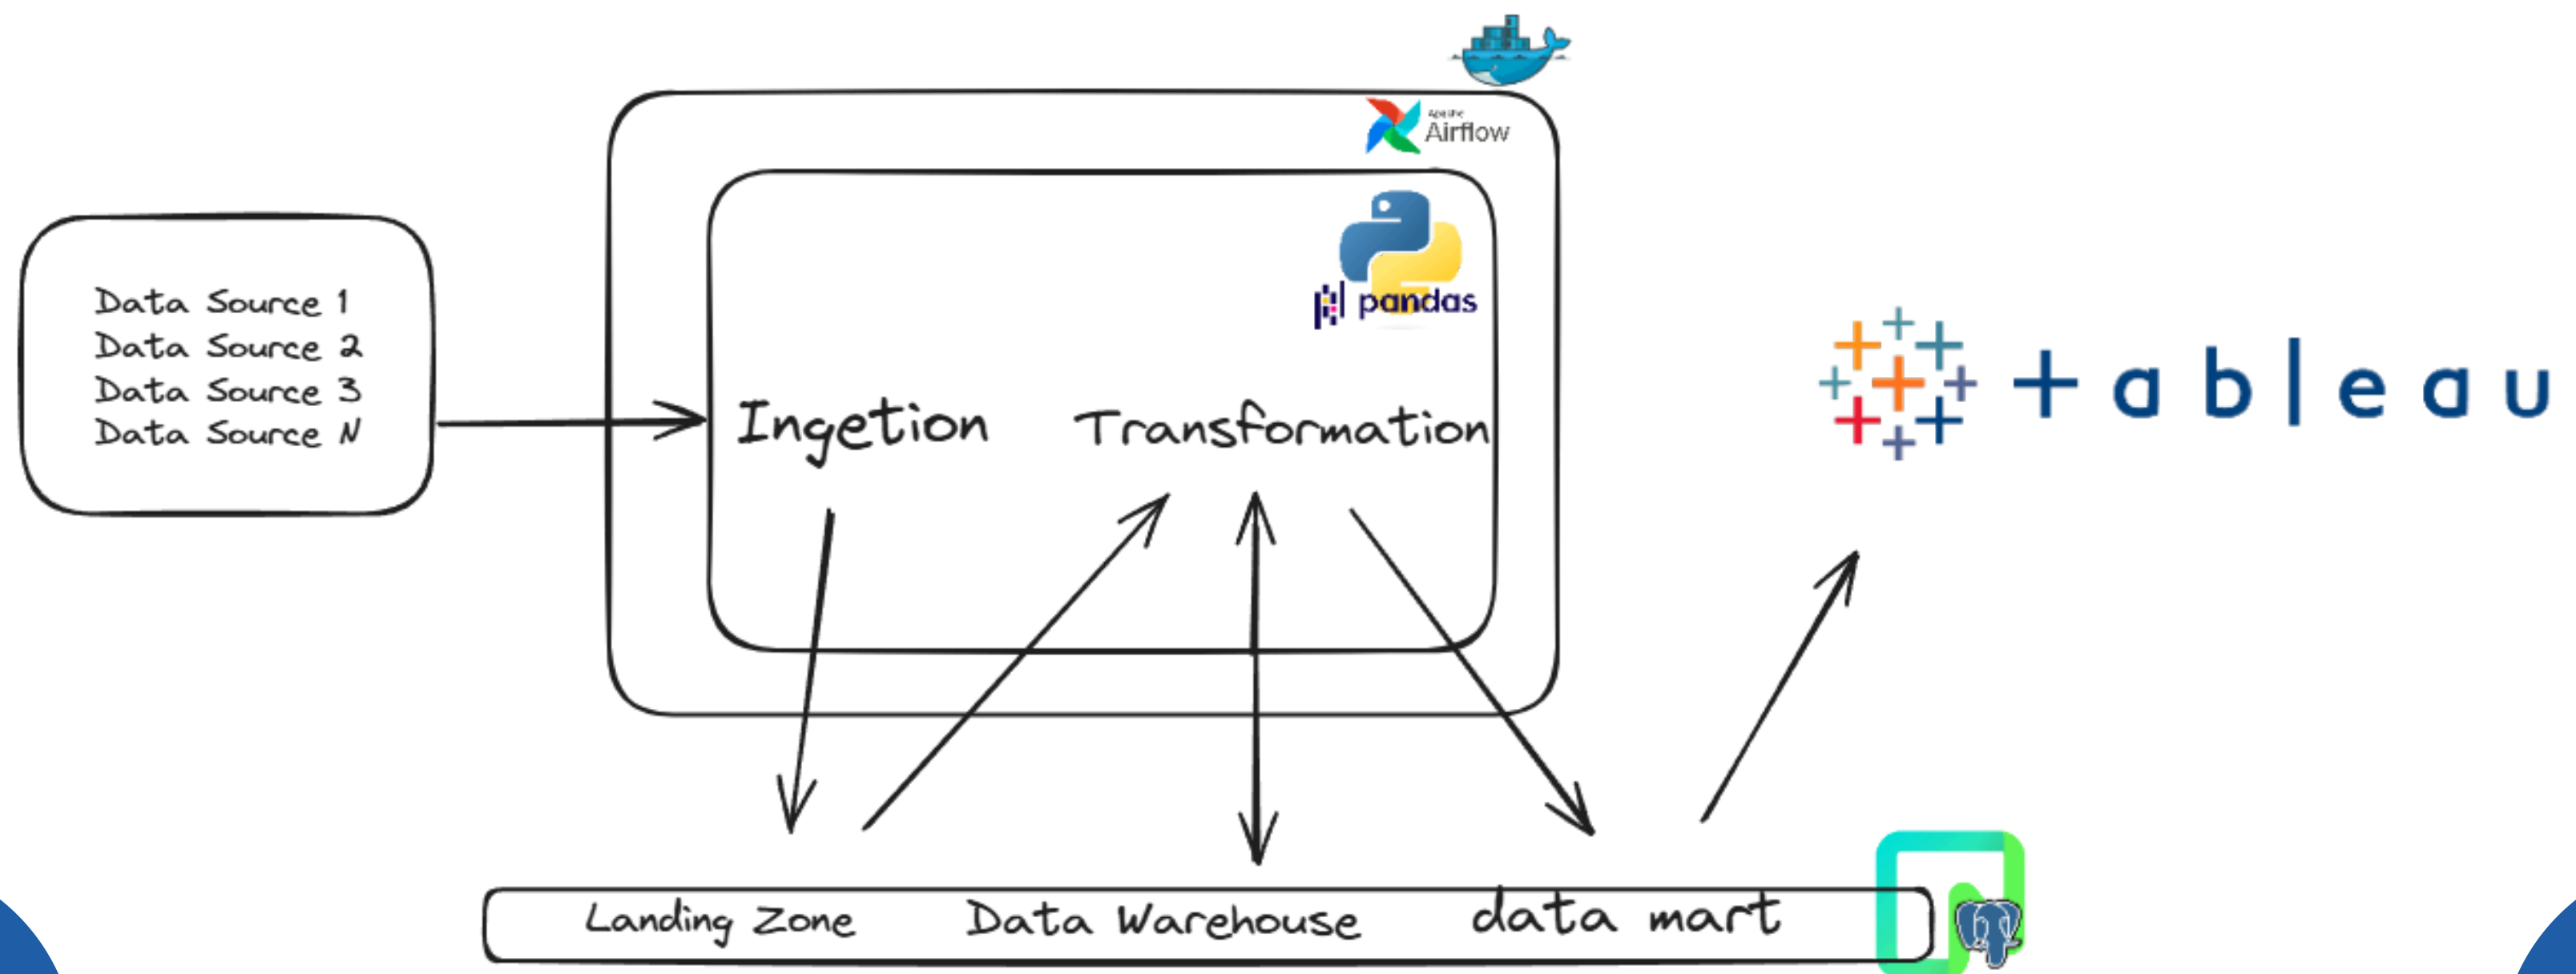 Apache
Airflow
pandas
Data Source 1
Data Source 2
Data Source 3
Data Source N
Ingetion
Transformation
+ a b | e a u
Landing Zone
Data Warehouse
data mart